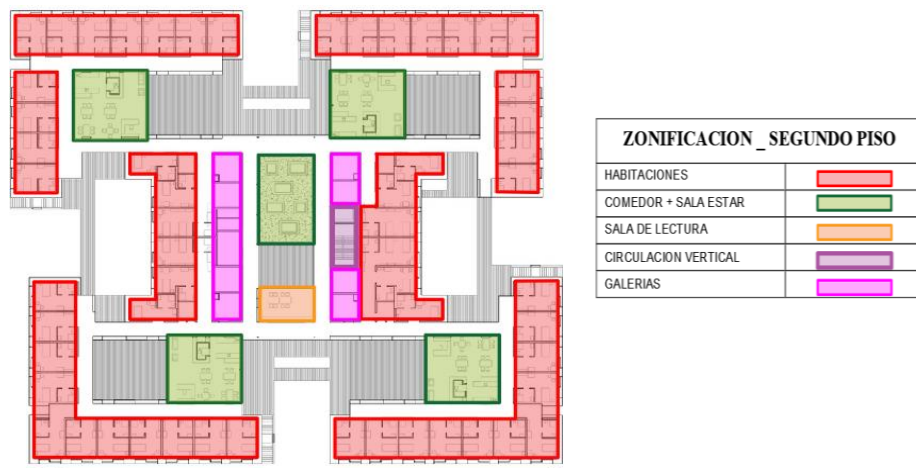 ZONIFICACION _ SEGUNDO PISO
HABITACIONES
COMEDOR + SALA ESTAR
SALA DE LECTURA
CIRCULACION VERTICAL
GALERIAS